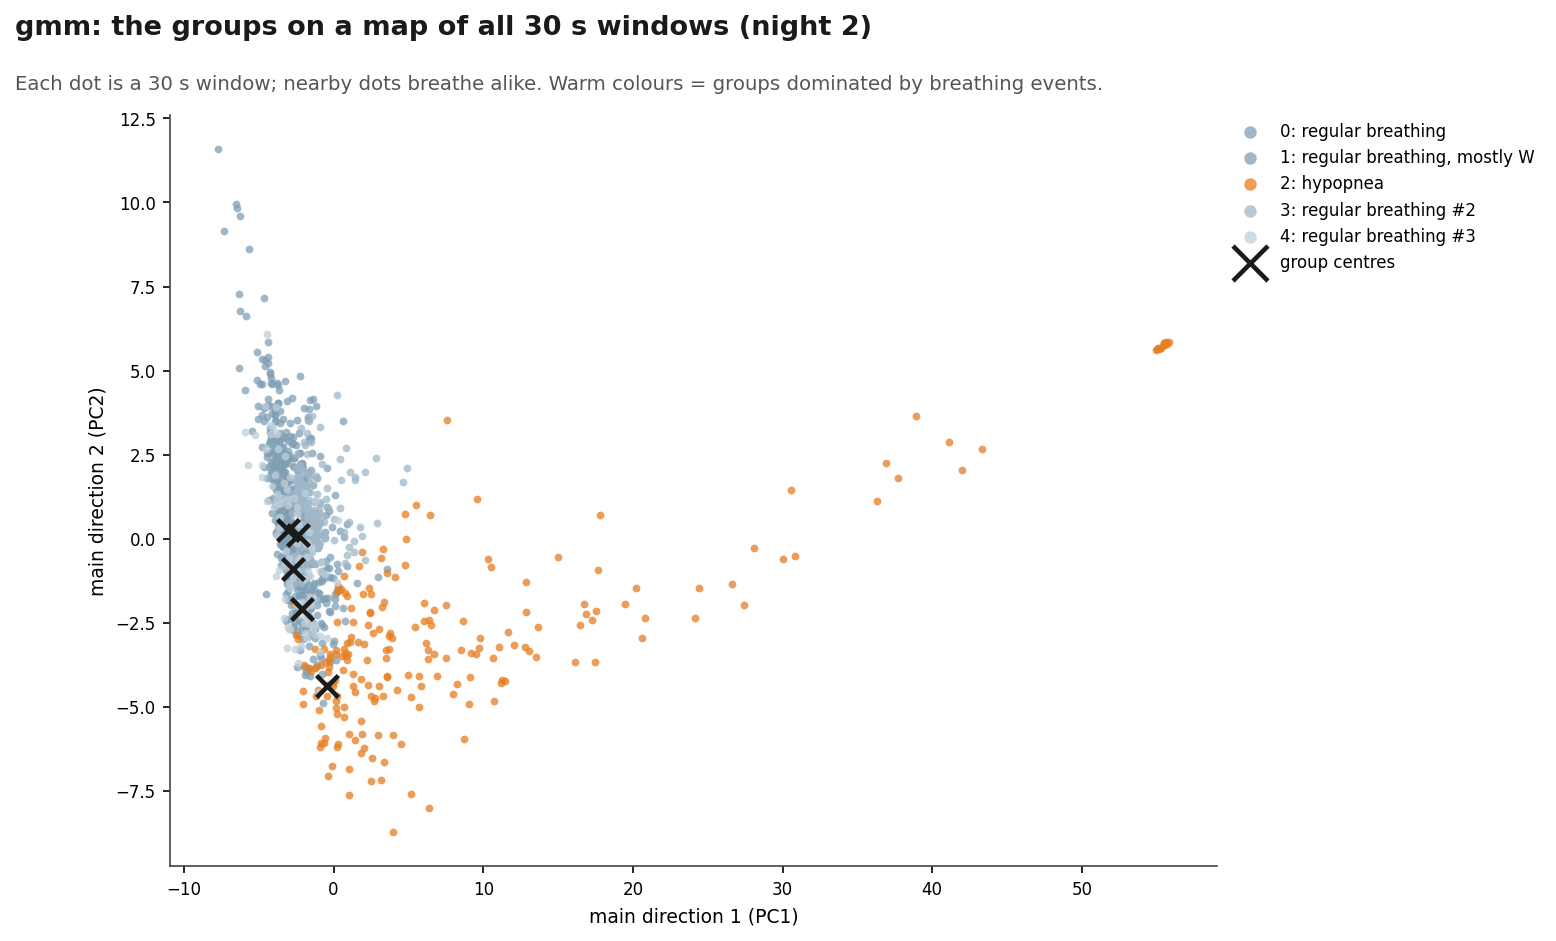 gmm: the groups on a map of all 30 s windows (night 2)
Each dot is a 30 s window; nearby dots breathe alike. Warm colours = groups dominated by breathing events.
0: regular breathing
1: regular breathing, mostly W
2: hypopnea
3: regular breathing #2
4: regular breathing #3
group centres
main direction 2 (PC2)
12.5
10.0
7.5
5.0
2.5
0.0
−2.5
−5.0
−7.5
−10
0
10
20
30
40
50
main direction 1 (PC1)